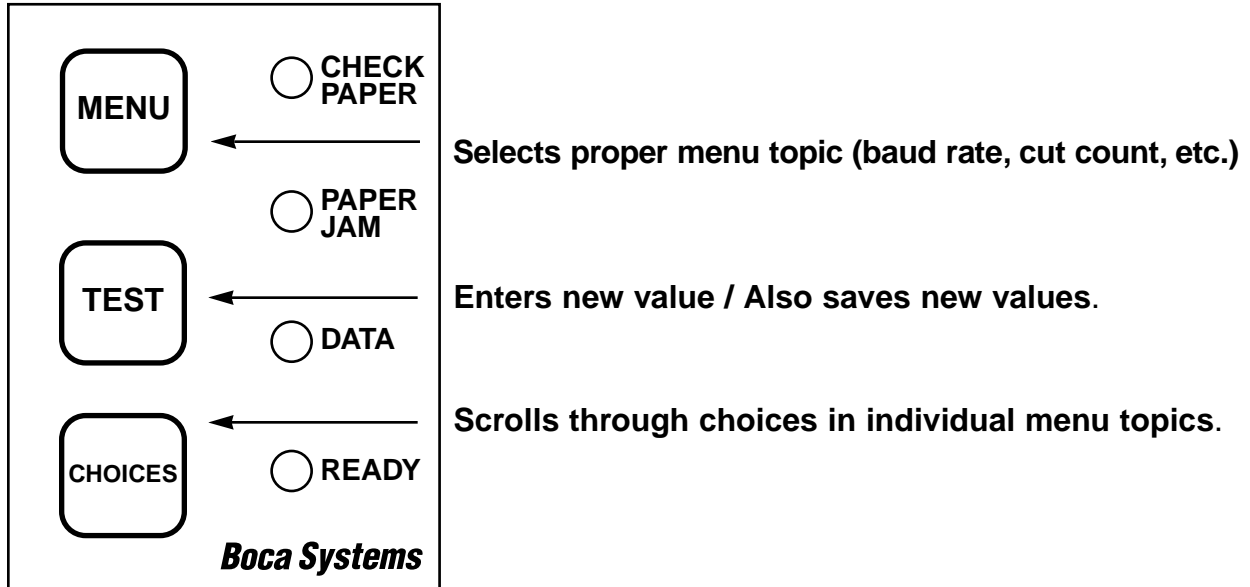 MENU
CHECK
PAPER
Selects proper menu topic (baud rate, cut count, etc.)
PAPER
JAM
TEST
Enters new value / Also saves new values.
DATA
Scrolls through choices in individual menu topics.
CHOICES
READY
Boca Systems